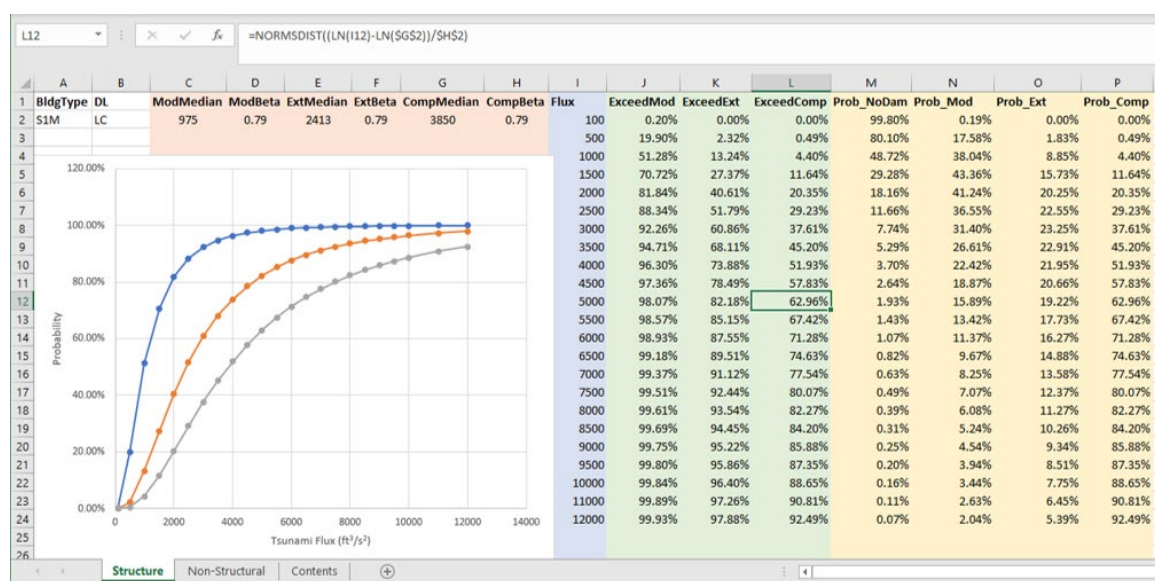 L12 fx =NORMSDIST((LN(I12)-LN($G$2))/$H$2)
A B C D E F G H I J K L M N O P
1 BldgType DL ModMedian ModBeta ExtMedian ExtBeta CompMedian CompBeta Flux ExceedMod ExceedExt ExceedComp Prob_NoDam Prob_Mod Prob_Ext Prob_Comp
2 S1M LC 975 0.79 2413 0.79 3850 0.79 100 0.20% 0.00% 0.00% 99.80% 0.19% 0.00% 0.00%
3 500 19.90% 2.32% 0.49% 80.10% 17.58% 1.83% 0.49%
4 1000 51.28% 13.24% 4.40% 48.72% 38.04% 8.85% 4.40%
5 120.00% 1500 70.72% 27.37% 11.64% 29.28% 43.36% 15.73% 11.64%
6 2000 81.84% 40.61% 20.35% 18.16% 41.24% 20.25% 20.35%
7 2500 88.34% 51.79% 29.23% 11.66% 36.55% 22.55% 29.23%
8 100.00% 3000 92.26% 60.86% 37.61% 7.74% 31.40% 23.25% 37.61%
9 3500 94.71% 68.11% 45.20% 5.29% 26.61% 22.91% 45.20%
10 4000 96.30% 73.88% 51.93% 3.70% 22.42% 21.95% 51.93%
11 80.00% 4500 97.36% 78.49% 57.83% 2.64% 18.87% 20.66% 57.83%
12 5000 98.07% 82.18% 62.96% 1.93% 15.89% 19.22% 62.96%
13 5500 98.57% 85.15% 67.42% 1.43% 13.42% 17.73% 67.42%
14 Probability 60.00% 6000 98.93% 87.55% 71.28% 1.07% 11.37% 16.27% 71.28%
15 6500 99.18% 89.51% 74.63% 0.82% 9.67% 14.88% 74.63%
16 7000 99.37% 91.12% 77.54% 0.63% 8.25% 13.58% 77.54%
17 40.00% 7500 99.51% 92.44% 80.07% 0.49% 7.07% 12.37% 80.07%
18 8000 99.61% 93.54% 82.27% 0.39% 6.08% 11.27% 82.27%
19 8500 99.69% 94.45% 84.20% 0.31% 5.24% 10.26% 84.20%
20 20.00% 9000 99.75% 95.22% 85.88% 0.25% 4.54% 9.34% 85.88%
21 9500 99.80% 95.86% 87.35% 0.20% 3.94% 8.51% 87.35%
22 10000 99.84% 96.40% 88.65% 0.16% 3.44% 7.75% 88.65%
23 0.00% 11000 99.89% 97.26% 90.81% 0.11% 2.63% 6.45% 90.81%
24 0 2000 4000 6000 8000 10000 12000 14000 12000 99.93% 97.88% 92.49% 0.07% 2.04% 5.39% 92.49%
25 Tsunami Flux (ft³/s²)
26
Structure Non-Structural Contents